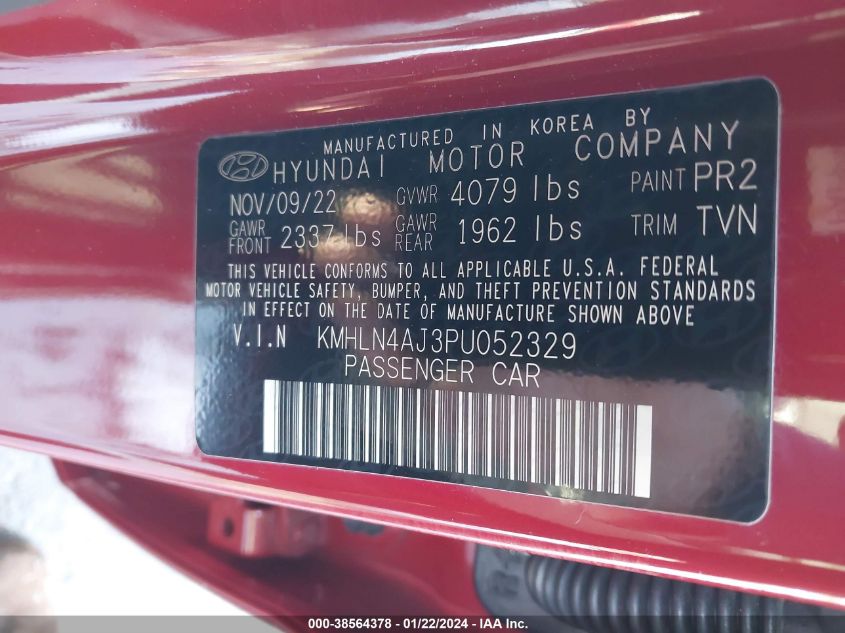 MANUFACTURED IN KOREA BY
HYUNDAI MOTOR COMPANY
NOV/09/22 GVWR 4079 lbs PAINT PR2
GAWR FRONT 2337 lbs GAWR REAR 1962 lbs TRIM TVN
THIS VEHICLE CONFORMS TO ALL APPLICABLE U.S.A. FEDERAL
MOTOR VEHICLE SAFETY, BUMPER, AND THEFT PREVENTION STANDARDS
IN EFFECT ON THE DATE OF MANUFACTURE SHOWN ABOVE
V.I.N KMHLN4AJ3PU052329
PASSENGER CAR
000-38564378 - 01/22/2024 - IAA Inc.